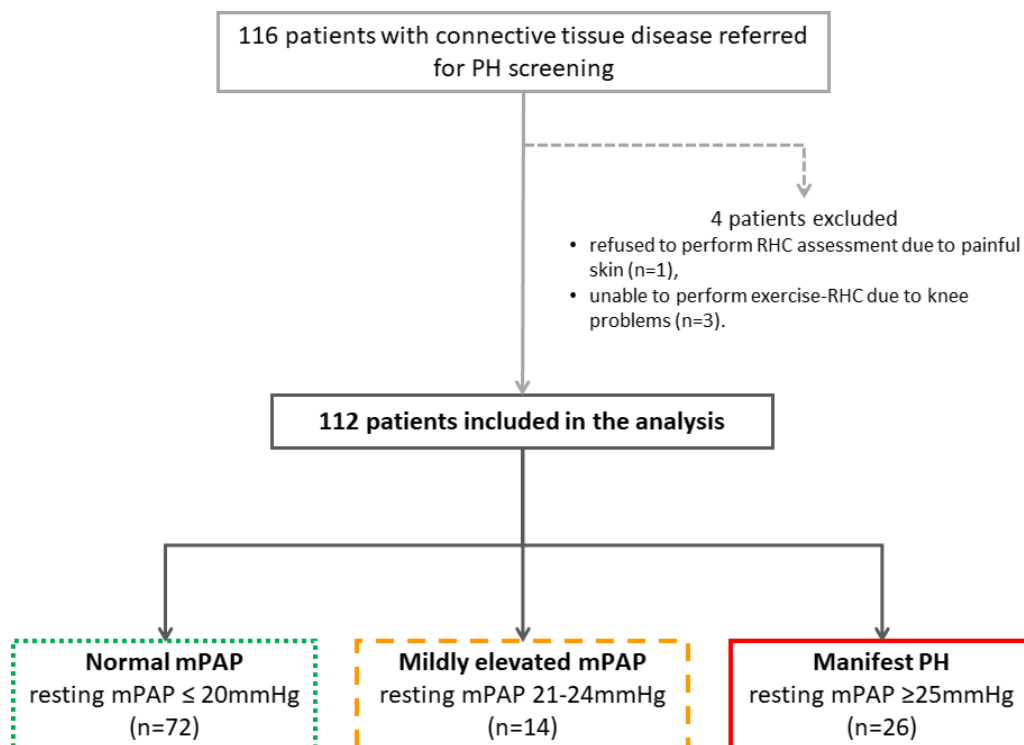 116 patients with connective tissue disease referred
for PH screening
4 patients excluded
• refused to perform RHC assessment due to painful
skin (n=1),
• unable to perform exercise-RHC due to knee
problems (n=3).
112 patients included in the analysis
Normal mPAP
resting mPAP ≤ 20mmHg
(n=72)
Mildly elevated mPAP
resting mPAP 21-24mmHg
(n=14)
Manifest PH
resting mPAP ≥25mmHg
(n=26)